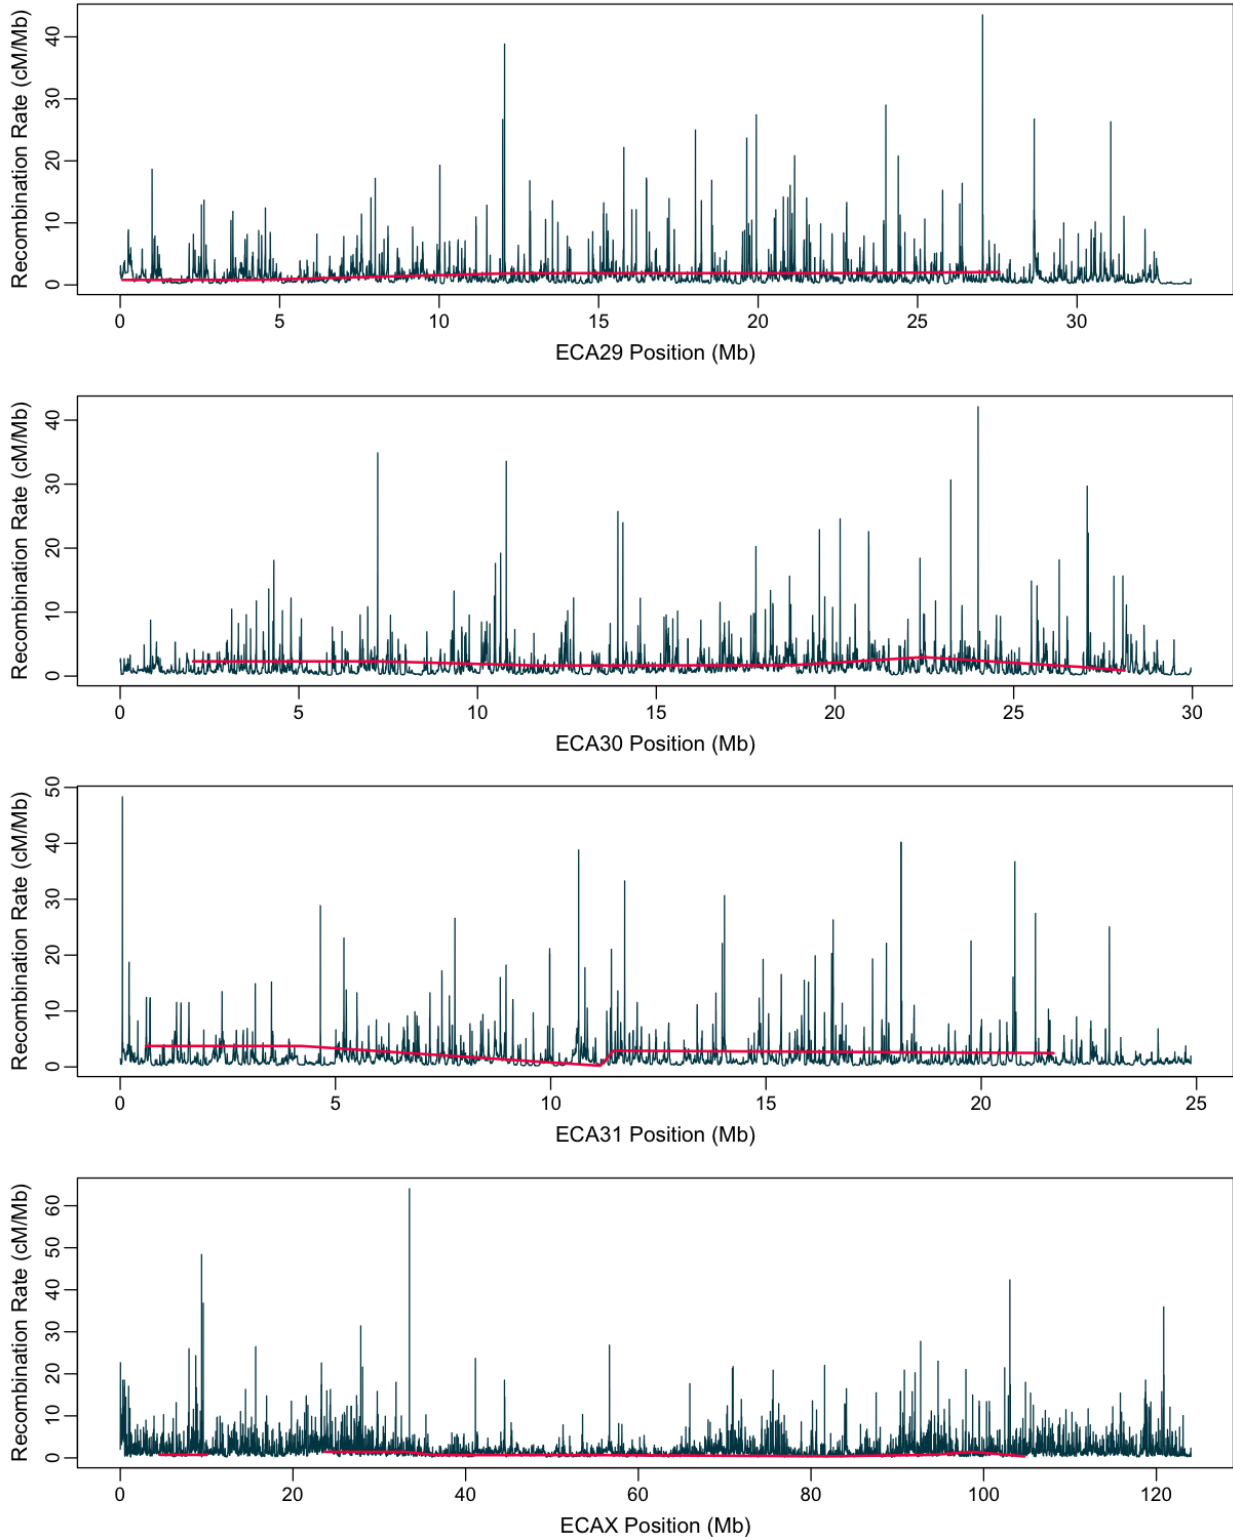 Recombination Rate (cM/Mb)
0 10 20 30 40
0 5 10 15 20 25 30
ECA29 Position (Mb)
Recombination Rate (cM/Mb)
0 10 20 30 40
0 5 10 15 20 25 30
ECA30 Position (Mb)
Recombination Rate (cM/Mb)
0 10 20 30 40 50
0 5 10 15 20 25
ECA31 Position (Mb)
Recombination Rate (cM/Mb)
0 10 20 30 40 50 60
0 20 40 60 80 100 120
ECAX Position (Mb)